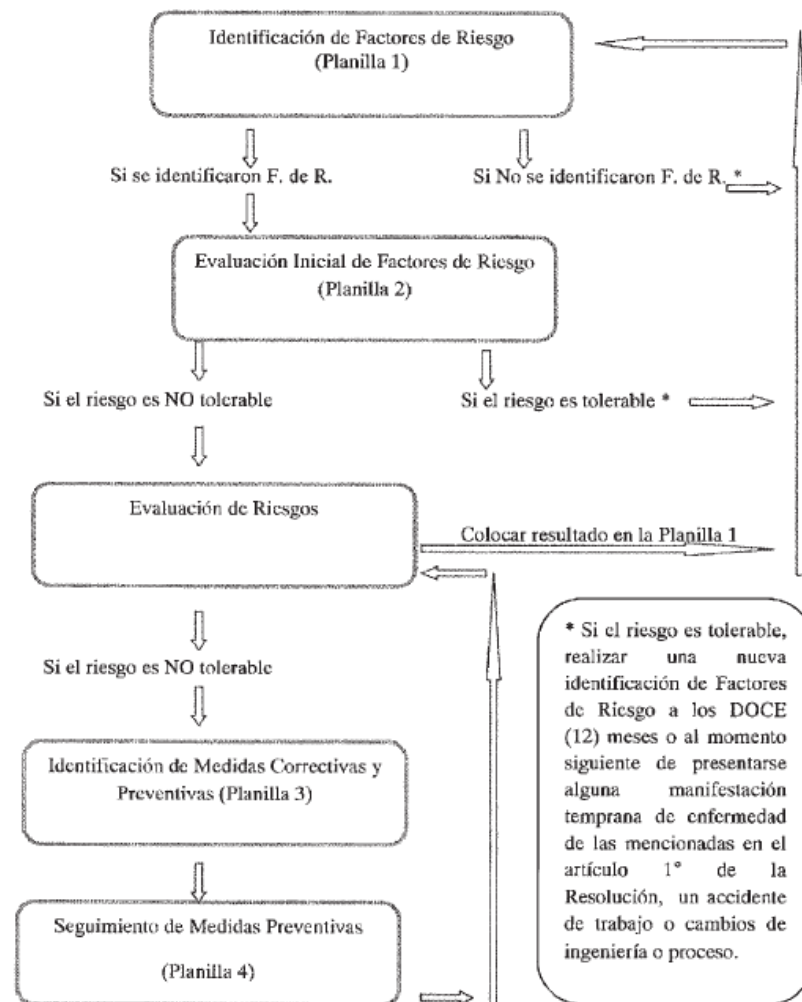 Identificación de Factores de Riesgo
(Planilla 1)
Si se identificaron F. de R.
Si No se identificaron F. de R. *
Evaluación Inicial de Factores de Riesgo
(Planilla 2)
Si el riesgo es NO tolerable
Si el riesgo es tolerable *
Evaluación de Riesgos
Colocar resultado en la Planilla 1
Si el riesgo es NO tolerable
Identificación de Medidas Correctivas y
Preventivas (Planilla 3)
Seguimiento de Medidas Preventivas
(Planilla 4)
* Si el riesgo es tolerable,
realizar una nueva
identificación de Factores
de Riesgo a los DOCE
(12) meses o al momento
siguiente de presentarse
alguna manifestación
temprana de enfermedad
de las mencionadas en el
artículo 1° de la
Resolución, un accidente
de trabajo o cambios de
ingeniería o proceso.